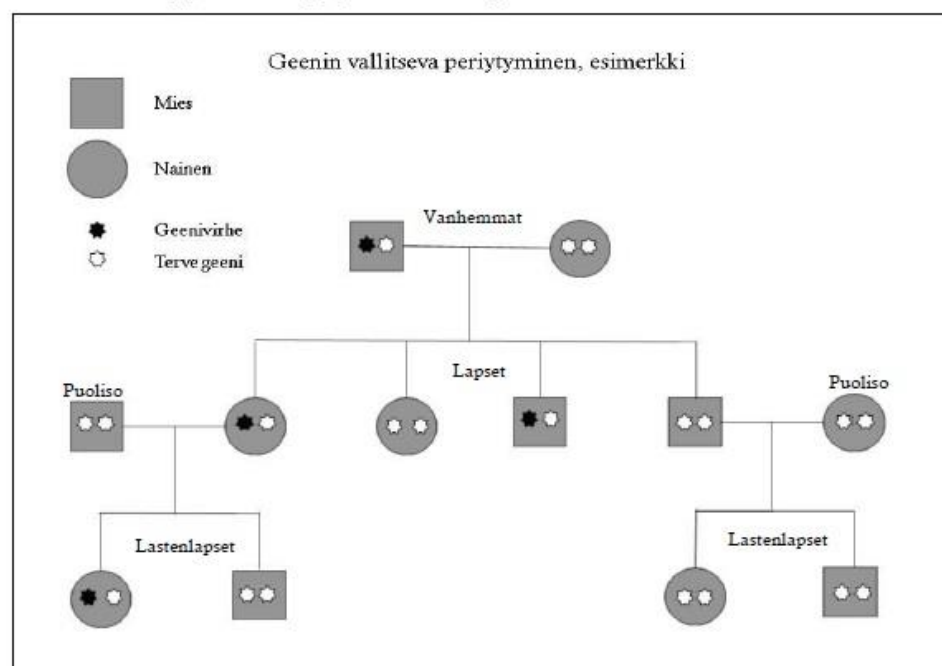 Geenin vallitseva periytyminen, esimerkki
Mies
Nainen
Geenivirhe
Terve geeni
Vanhemmat
Lapset
Puoliso
Puoliso
Lastenlapset
Lastenlapset